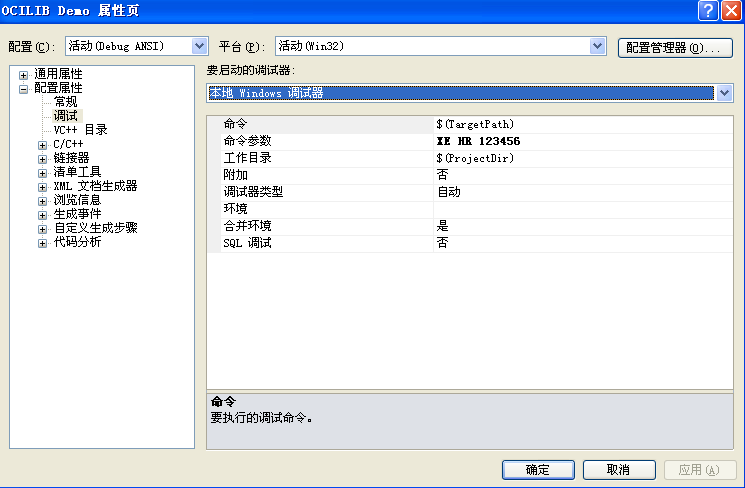 OCILIB Demo 属性页
配置(C): 活动(Debug ANSI) 平台(P): 活动(Win32) 配置管理器(O)...
通用属性
配置属性
常规
调试
VC++ 目录
C/C++
链接器
清单工具
XML 文档生成器
浏览信息
生成事件
自定义生成步骤
代码分析
要启动的调试器:
本地 Windows 调试器
命令 $(TargetPath)
命令参数 XE HR 123456
工作目录 $(ProjectDir)
附加 否
调试器类型 自动
环境
合并环境 是
SQL 调试 否
命令
要执行的调试命令。
确定 取消 应用(A)